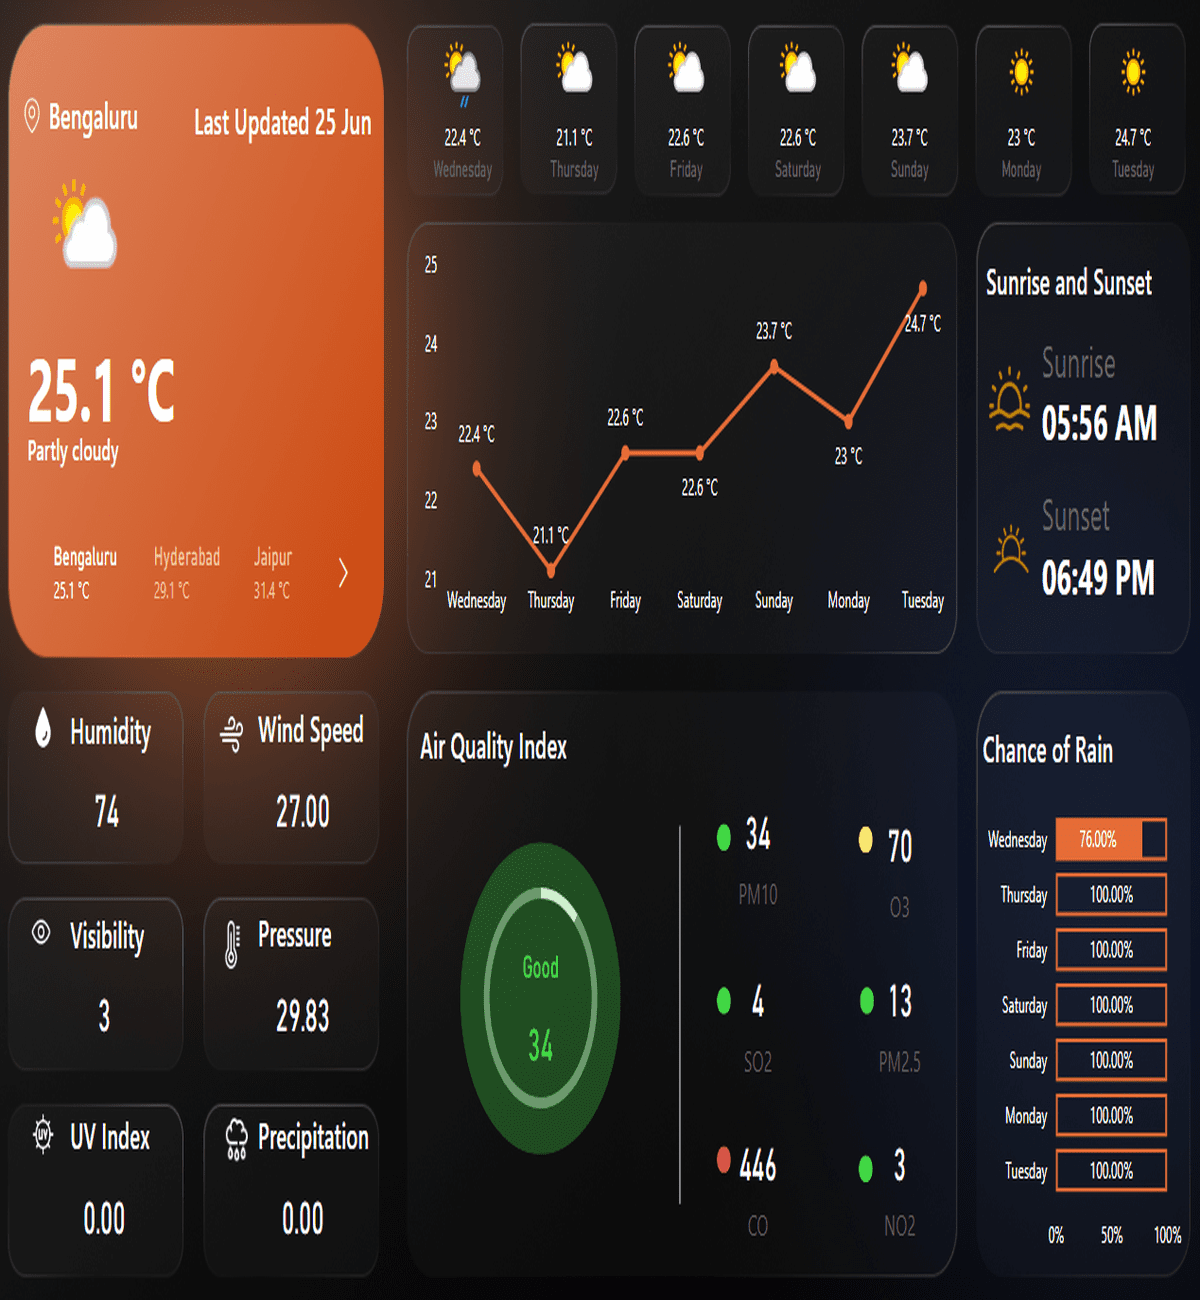 Bengaluru
Last Updated 25 Jun
25.1 °C
Partly cloudy
Bengaluru Hyderabad Jaipur
25.1 °C 29.1 °C 31.4 °C
22.4 °C 21.1 °C 22.6 °C 22.6 °C 23.7 °C 23 °C 24.7 °C
Wednesday Thursday Friday Saturday Sunday Monday Tuesday
25
24
23
22
21
22.4 °C
21.1 °C
22.6 °C
22.6 °C
23.7 °C
23 °C
24.7 °C
Wednesday Thursday Friday Saturday Sunday Monday Tuesday
Sunrise and Sunset
Sunrise
05:56 AM
Sunset
06:49 PM
Humidity
74
Wind Speed
27.00
Visibility
3
Pressure
29.83
UV
UV Index
0.00
Precipitation
0.00
Air Quality Index
Good
34
34
PM10
70
O3
4
SO2
13
PM2.5
446
CO
3
NO2
Chance of Rain
Wednesday 76.00%
Thursday 100.00%
Friday 100.00%
Saturday 100.00%
Sunday 100.00%
Monday 100.00%
Tuesday 100.00%
0% 50% 100%